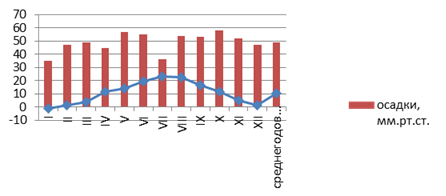 70
60
50
40
30
20
10
0
-10
I
II
III
IV
V
VI
VII
VIII
IX
X
XI
XII
среднегодов...
осадки,
мм.рт.ст.